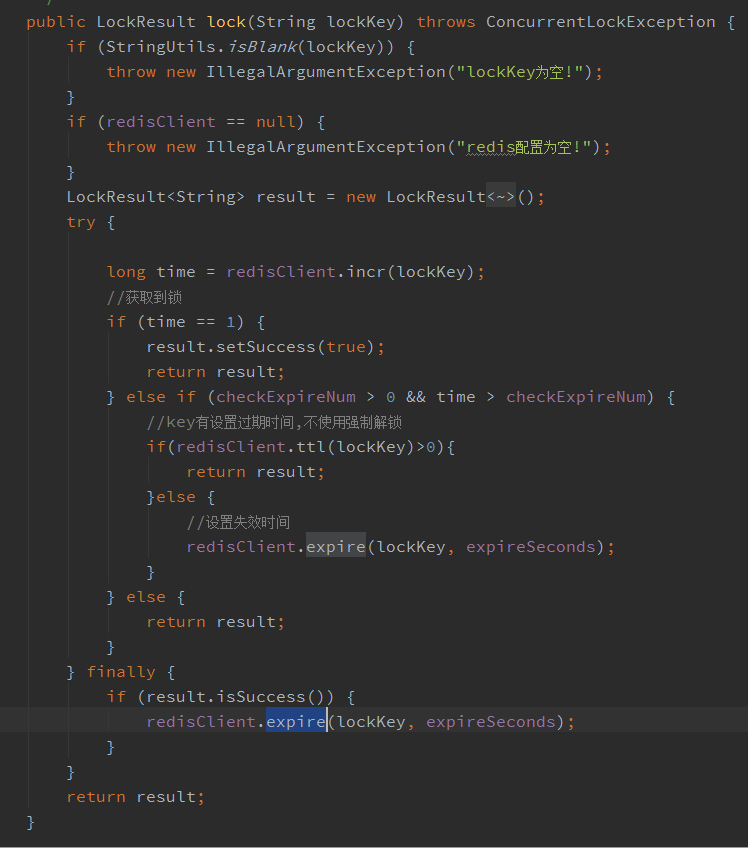 public LockResult lock(String lockKey) throws ConcurrentLockException {
if (StringUtils.isBlank(lockKey)) {
throw new IllegalArgumentException("lockKey为空!");
}
if (redisClient == null) {
throw new IllegalArgumentException("redis配置为空!");
}
LockResult<String> result = new LockResult<~>();
try {
long time = redisClient.incr(lockKey);
//获取到锁
if (time == 1) {
result.setSuccess(true);
return result;
} else if (checkExpireNum > 0 && time > checkExpireNum) {
//key有设置过期时间,不使用强制解锁
if(redisClient.ttl(lockKey)>0){
return result;
}else {
//设置失效时间
redisClient.expire(lockKey, expireSeconds);
}
} else {
return result;
}
} finally {
if (result.isSuccess()) {
redisClient.expire(lockKey, expireSeconds);
}
}
return result;
}